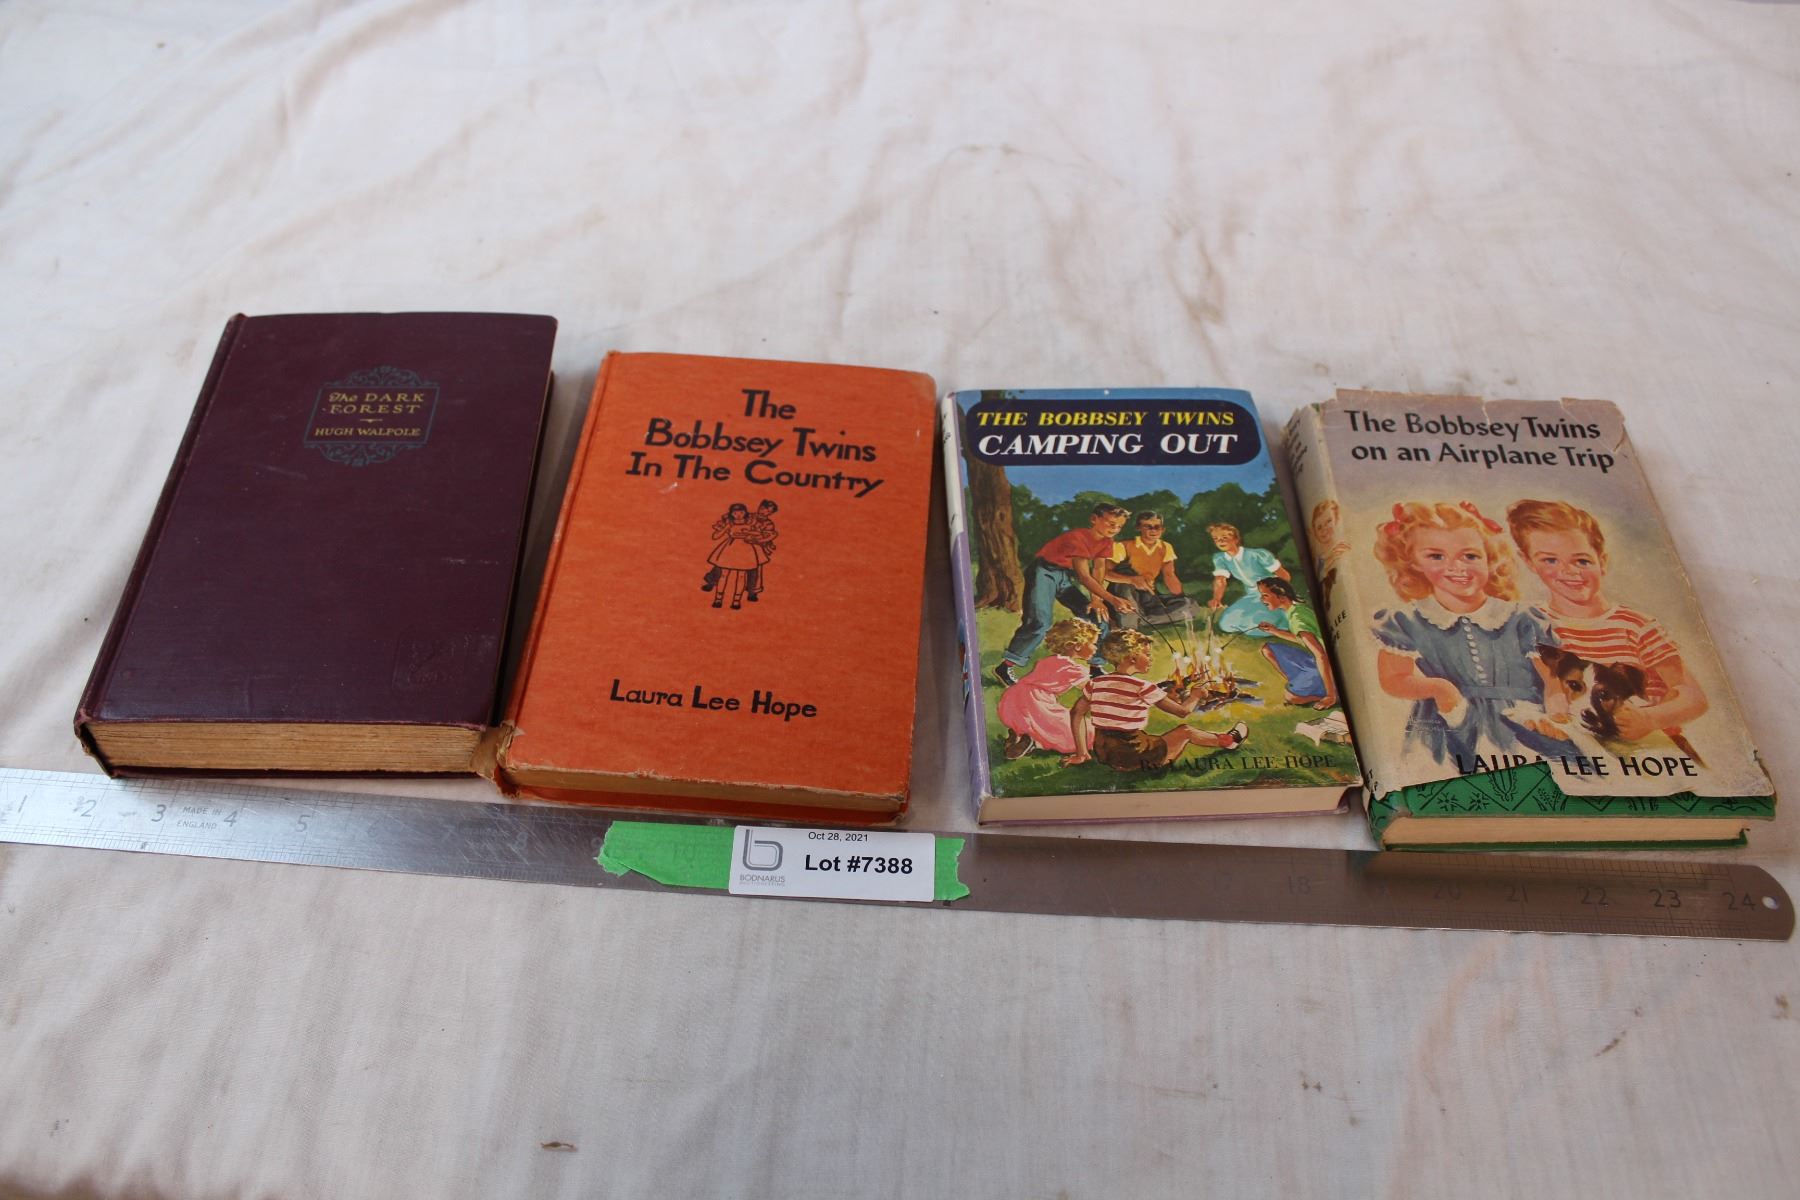 The DARK
FOREST
HUGH WALPOLE
The
Bobbsey Twins
In The Country
Laura Lee Hope
THE BOBBSEY TWINS
CAMPING OUT
By LAURA LEE HOPE
The Bobbsey Twins
on an Airplane Trip
LAURA LEE HOPE
1 2 3 MADE IN ENGLAND 4 5
18 19 20 21 22 23 24
Oct 28, 2021
Lot #7388
BODNARUS
AUCTIONEERING